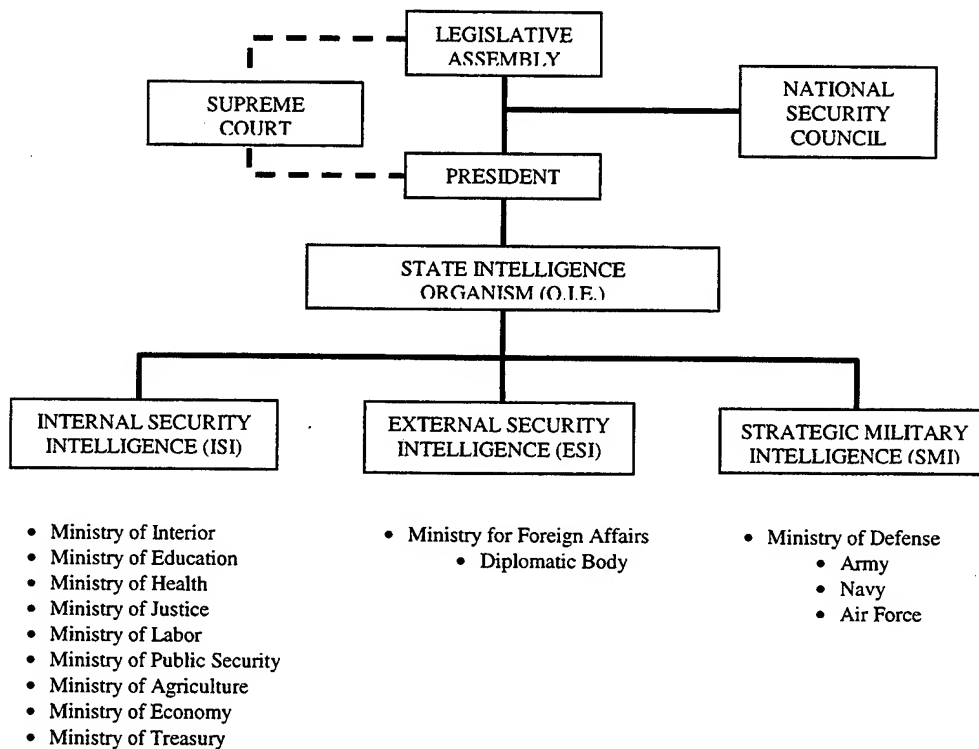 LEGISLATIVE
ASSEMBLY
SUPREME
COURT
NATIONAL
SECURITY
COUNCIL
PRESIDENT
STATE INTELLIGENCE
ORGANISM (O.I.E.)
INTERNAL SECURITY
INTELLIGENCE (ISI)
EXTERNAL SECURITY
INTELLIGENCE (ESI)
STRATEGIC MILITARY
INTELLIGENCE (SMI)
• Ministry of Interior
• Ministry of Education
• Ministry of Health
• Ministry of Justice
• Ministry of Labor
• Ministry of Public Security
• Ministry of Agriculture
• Ministry of Economy
• Ministry of Treasury
• Ministry for Foreign Affairs
• Diplomatic Body
• Ministry of Defense
• Army
• Navy
• Air Force